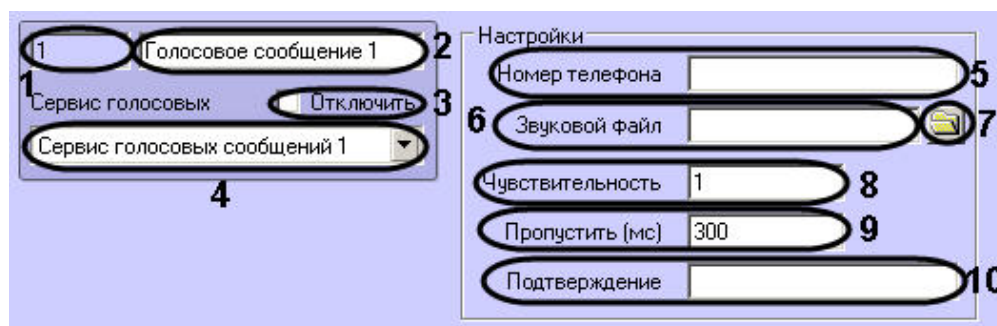 1 Голосовое сообщение 1 2
1
Сервис голосовых Отключить 3
Сервис голосовых сообщений 1
4
Настройки
Номер телефона 5
6 Звуковой файл 7
Чувствительность 1 8
Пропустить (мс) 300 9
Подтверждение 10